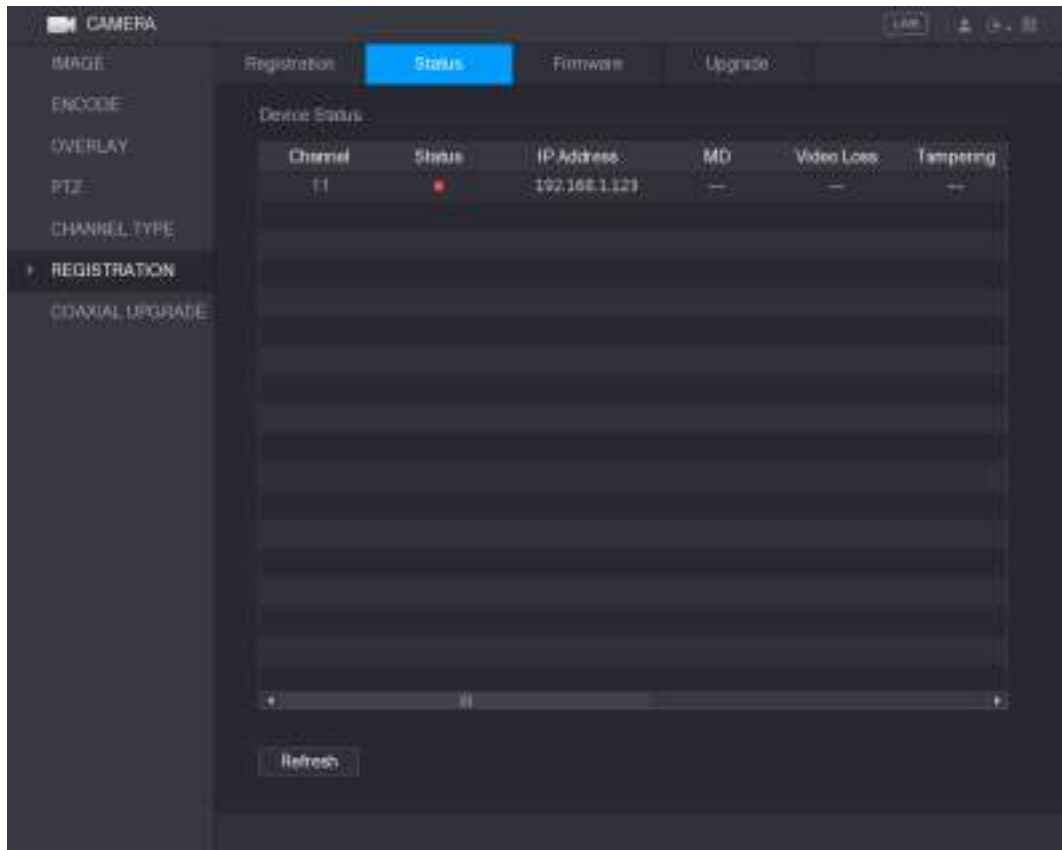 CAMERA
LIVE
IMAGE
ENCODE
OVERLAY
PTZ
CHANNEL TYPE
REGISTRATION
COAXIAL UPGRADE
Registration Status Firmware Upgrade
Device Status
Channel Status IP Address MD Video Loss Tampering
11 192.168.1.123 --- --- ---
Refresh